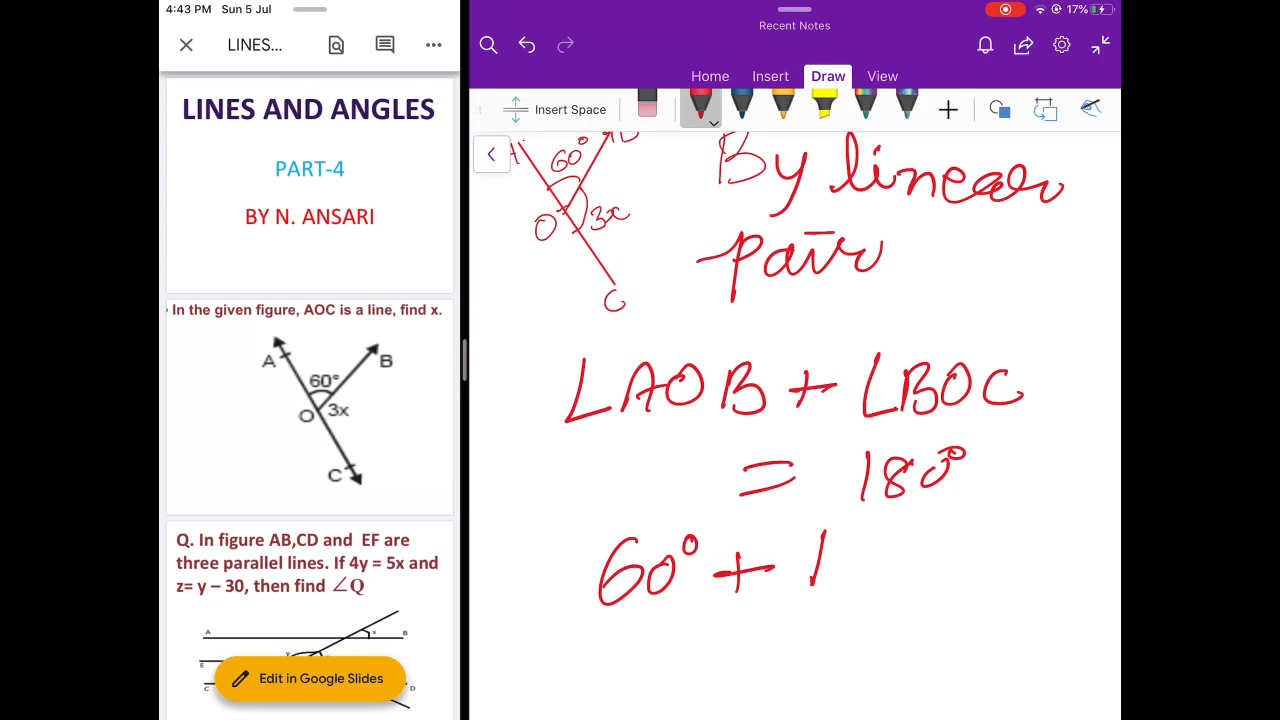 4:43 PM Sun 5 Jul
17%
LINES...
Recent Notes
Home Insert Draw View
Insert Space
LINES AND ANGLES
PART-4
BY N. ANSARI
In the given figure, AOC is a line, find x.
A
B
60°
O 3x
C
Q. In figure AB,CD and EF are
three parallel lines. If 4y = 5x and
z= y – 30, then find ∠Q
A
x
B
y
E
C
D
Edit in Google Slides
60°
O 3x
C
By linear
pair
∠AOB + ∠BOC
= 180°
60° +